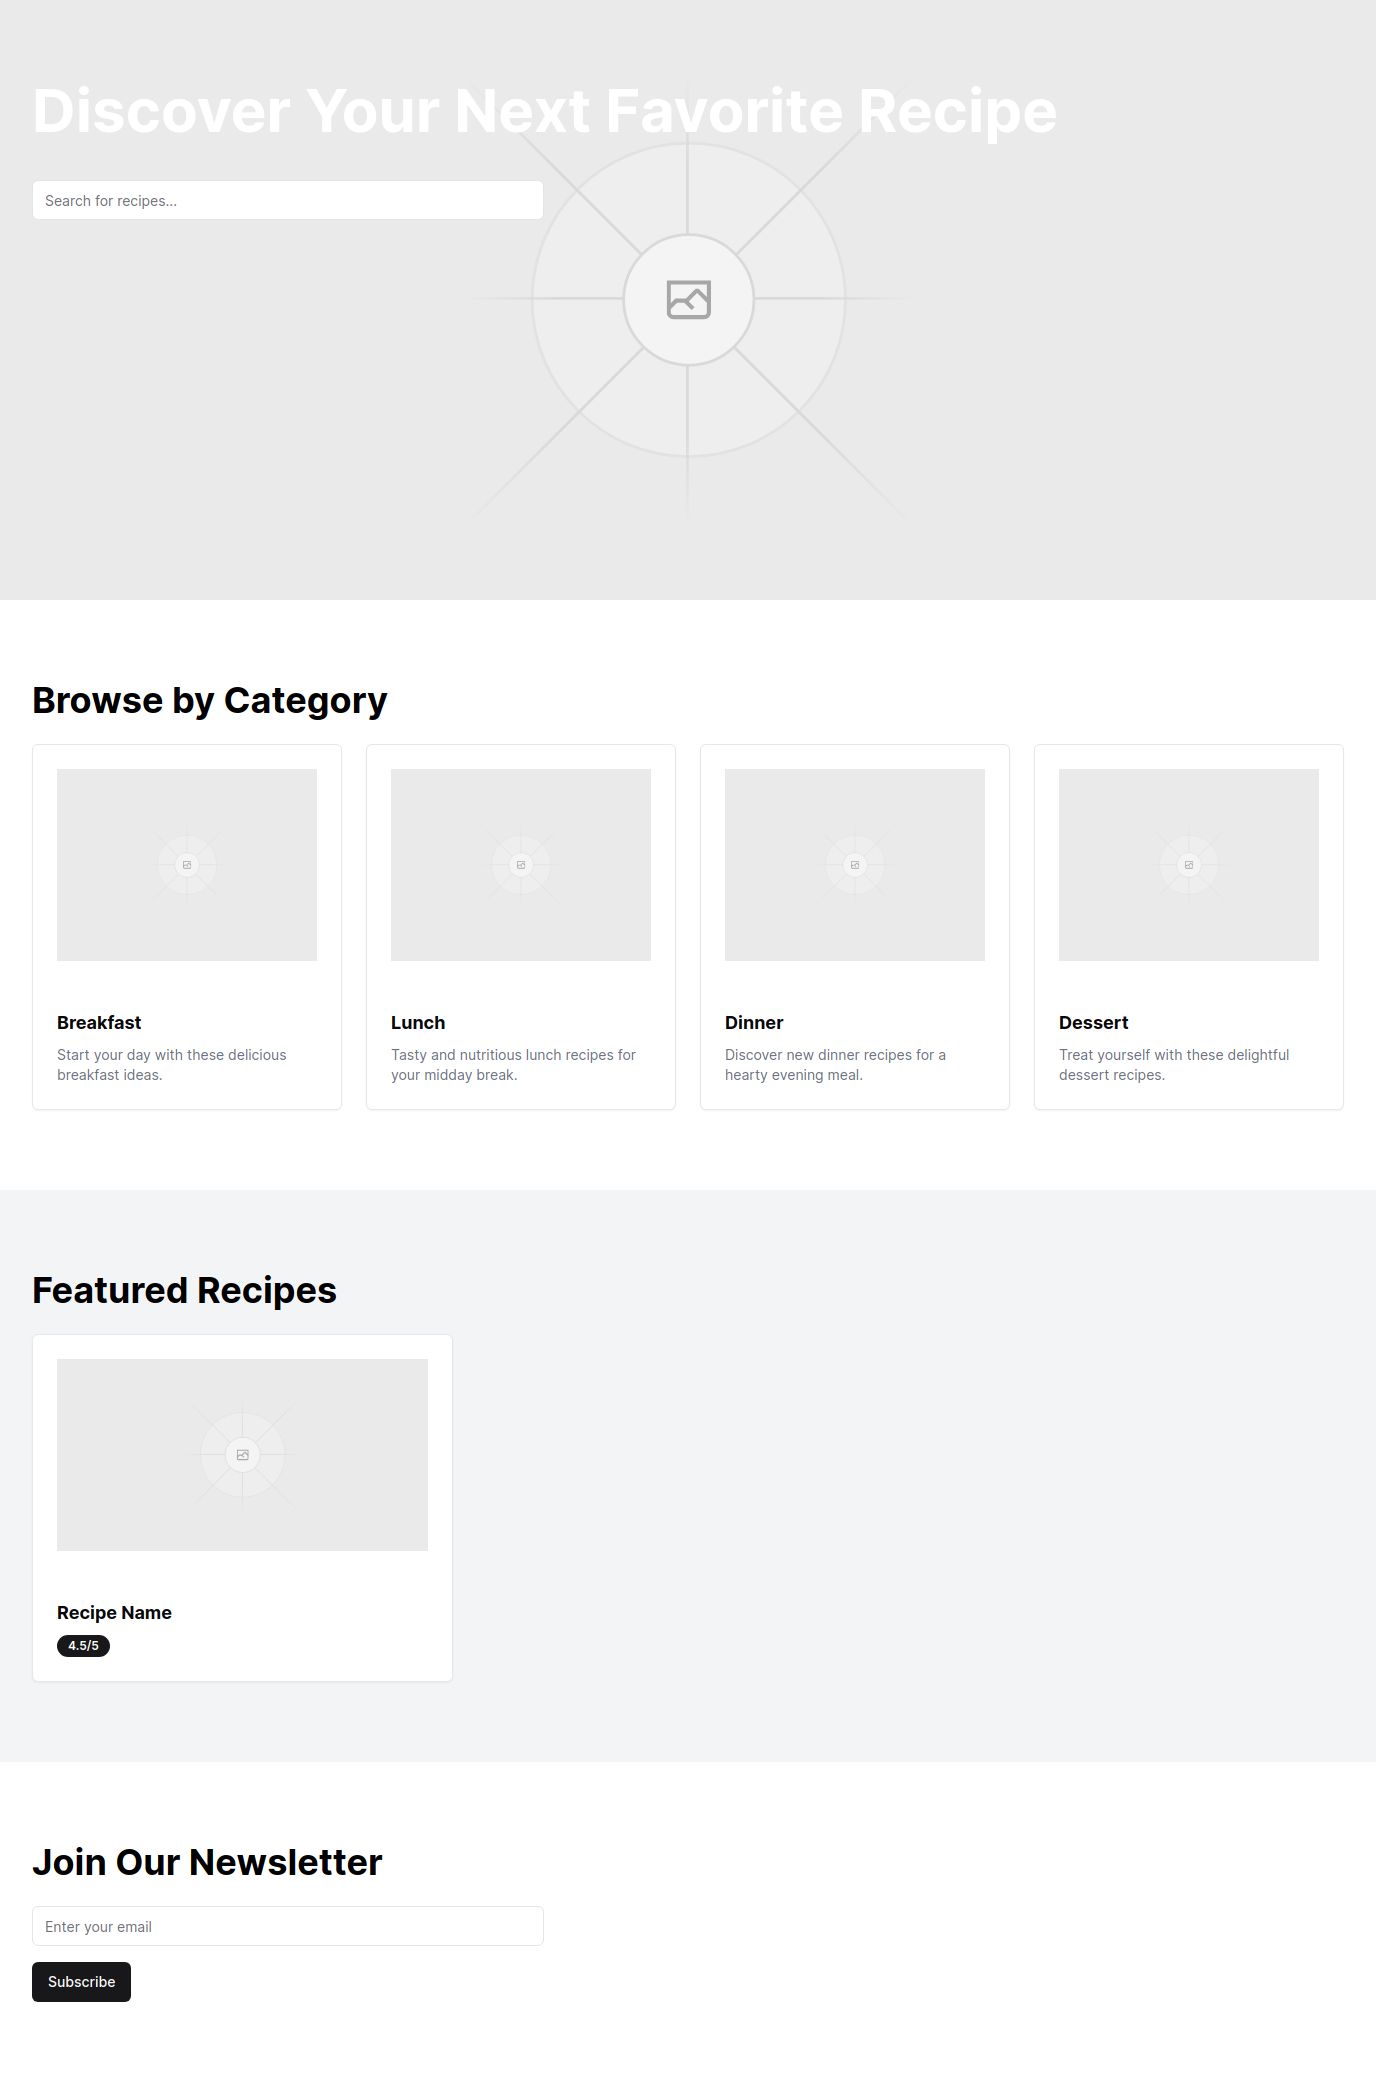 Discover Your Next Favorite Recipe
Search for recipes...
Browse by Category
Breakfast
Start your day with these delicious
breakfast ideas.
Lunch
Tasty and nutritious lunch recipes for
your midday break.
Dinner
Discover new dinner recipes for a
hearty evening meal.
Dessert
Treat yourself with these delightful
dessert recipes.
Featured Recipes
Recipe Name
4.5/5
Join Our Newsletter
Enter your email
Subscribe